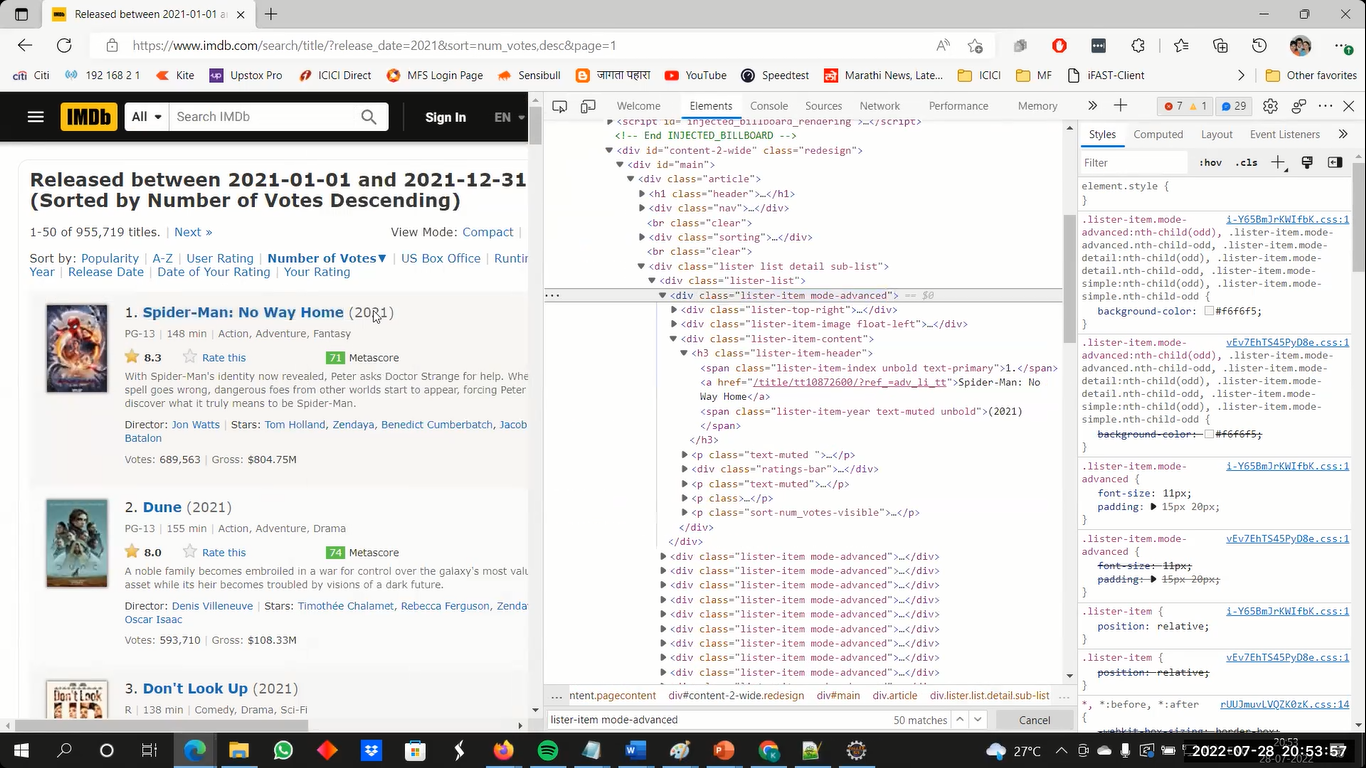 Released between 2021-01-01 an
https://www.imdb.com/search/title/?release_date=2021&sort=num_votes,desc&page=1
citi Citi 192 168 2 1 Kite up Upstox Pro ICICI Direct MFS Login Page Sensibull जागता पहारा YouTube Speedtest Marathi News, Late... ICICI MF iFAST-Client Other favorites
IMDb All Search IMDb Sign In EN
Released between 2021-01-01 and 2021-12-31
(Sorted by Number of Votes Descending)
1-50 of 955,719 titles. | Next » View Mode: Compact |
Sort by: Popularity | A-Z | User Rating | Number of Votes▼ | US Box Office | Runtin
Year | Release Date | Date of Your Rating | Your Rating
1. Spider-Man: No Way Home (2021)
PG-13 | 148 min | Action, Adventure, Fantasy
8.3 Rate this 71 Metascore
With Spider-Man's identity now revealed, Peter asks Doctor Strange for help. Whe
spell goes wrong, dangerous foes from other worlds start to appear, forcing Peter
discover what it truly means to be Spider-Man.
Director: Jon Watts | Stars: Tom Holland, Zendaya, Benedict Cumberbatch, Jacob
Batalon
Votes: 689,563 | Gross: $804.75M
2. Dune (2021)
PG-13 | 155 min | Action, Adventure, Drama
8.0 Rate this 74 Metascore
A noble family becomes embroiled in a war for control over the galaxy's most valu
asset while its heir becomes troubled by visions of a dark future.
Director: Denis Villeneuve | Stars: Timothée Chalamet, Rebecca Ferguson, Zenda
Oscar Isaac
Votes: 593,710 | Gross: $108.33M
3. Don't Look Up (2021)
R | 138 min | Comedy, Drama, Sci-Fi
Don't Look
Welcome Elements Console Sources Network Performance Memory 7 1 29
<script id="injected_billboard_rendering">…</script>
<!-- End INJECTED_BILLBOARD -->
<div id="content-2-wide" class="redesign">
<div id="main">
<div class="article">
<h1 class="header">…</h1>
<div class="nav">…</div>
<br class="clear">
<div class="sorting">…</div>
<br class="clear">
<div class="lister list detail sub-list">
<div class="lister-list">
<div class="lister-item mode-advanced"> == $0
<div class="lister-top-right">…</div>
<div class="lister-item-image float-left">…</div>
<div class="lister-item-content">
<h3 class="lister-item-header">
<span class="lister-item-index unbold text-primary">1.</span>
<a href="/title/tt10872600/?ref_=adv_li_tt">Spider-Man: No
Way Home</a>
<span class="lister-item-year text-muted unbold">(2021)
</span>
</h3>
<p class="text-muted ">…</p>
<div class="ratings-bar">…</div>
<p class="text-muted">…</p>
<p class>…</p>
<p class="sort-num_votes-visible">…</p>
</div>
</div>
<div class="lister-item mode-advanced">…</div>
<div class="lister-item mode-advanced">…</div>
<div class="lister-item mode-advanced">…</div>
<div class="lister-item mode-advanced">…</div>
<div class="lister-item mode-advanced">…</div>
<div class="lister-item mode-advanced">…</div>
<div class="lister-item mode-advanced">…</div>
<div class="lister-item mode-advanced">…</div>
<div class="lister-item mode-advanced">…</div>
... ntent.pagecontent div#content-2-wide.redesign div#main div.article div.lister.list.detail.sub-list ...
lister-item mode-advanced 50 matches Cancel
Styles Computed Layout Event Listeners
Filter :hov .cls
element.style {
}
.lister-item.mode- i-Y65BmJrKWIfbK.css:1
advanced:nth-child(odd), .lister-
item.mode-advanced:nth-child(odd), .lister-item.mode-
detail:nth-child(odd), .lister-item.mode-
simple:nth-child(odd), .lister-item.mode-
simple:nth-child(odd) {
background-color: #f6f6f5;
}
.lister-item.mode- vEv7EhTS45PyD8e.css:1
advanced:nth-child(odd), .lister-
item.mode-advanced:nth-child(odd), .lister-item.mode-
detail:nth-child(odd), .lister-item.mode-
simple:nth-child(odd), .lister-item.mode-
simple:nth-child(odd) {
background-color: #f6f6f5;
}
.lister-item.mode- i-Y65BmJrKWIfbK.css:1
advanced {
font-size: 11px;
padding: 15px 20px;
}
.lister-item.mode- vEv7EhTS45PyD8e.css:1
advanced {
font-size: 11px;
padding: 15px 20px;
}
.lister-item { i-Y65BmJrKWIfbK.css:1
position: relative;
}
.lister-item { vEv7EhTS45PyD8e.css:1
position: relative;
}
*, *:before, *:after rUUJmuvLVQZK0zK.css:14
{
-webkit-box-sizing: border-box;
27°C 2022-07-28 20:53:57
28-07-2022